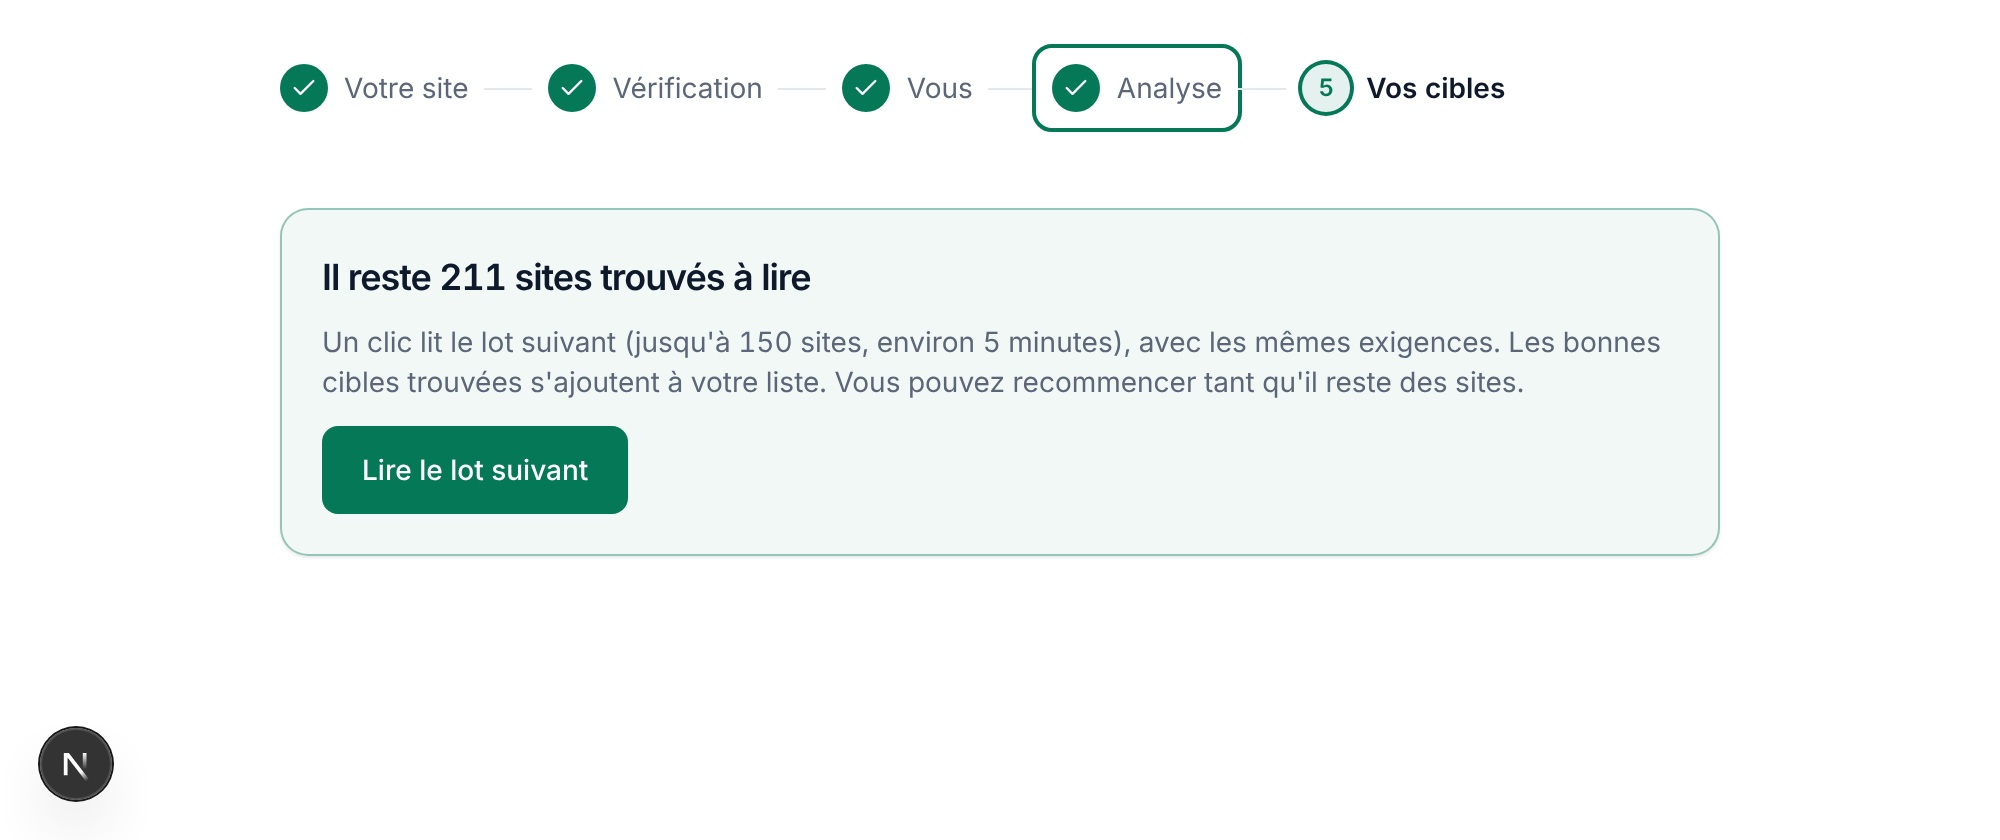 Votre site
Vérification
Vous
Analyse
5 Vos cibles
Il reste 211 sites trouvés à lire
Un clic lit le lot suivant (jusqu'à 150 sites, environ 5 minutes), avec les mêmes exigences. Les bonnes
cibles trouvées s'ajoutent à votre liste. Vous pouvez recommencer tant qu'il reste des sites.
Lire le lot suivant
N